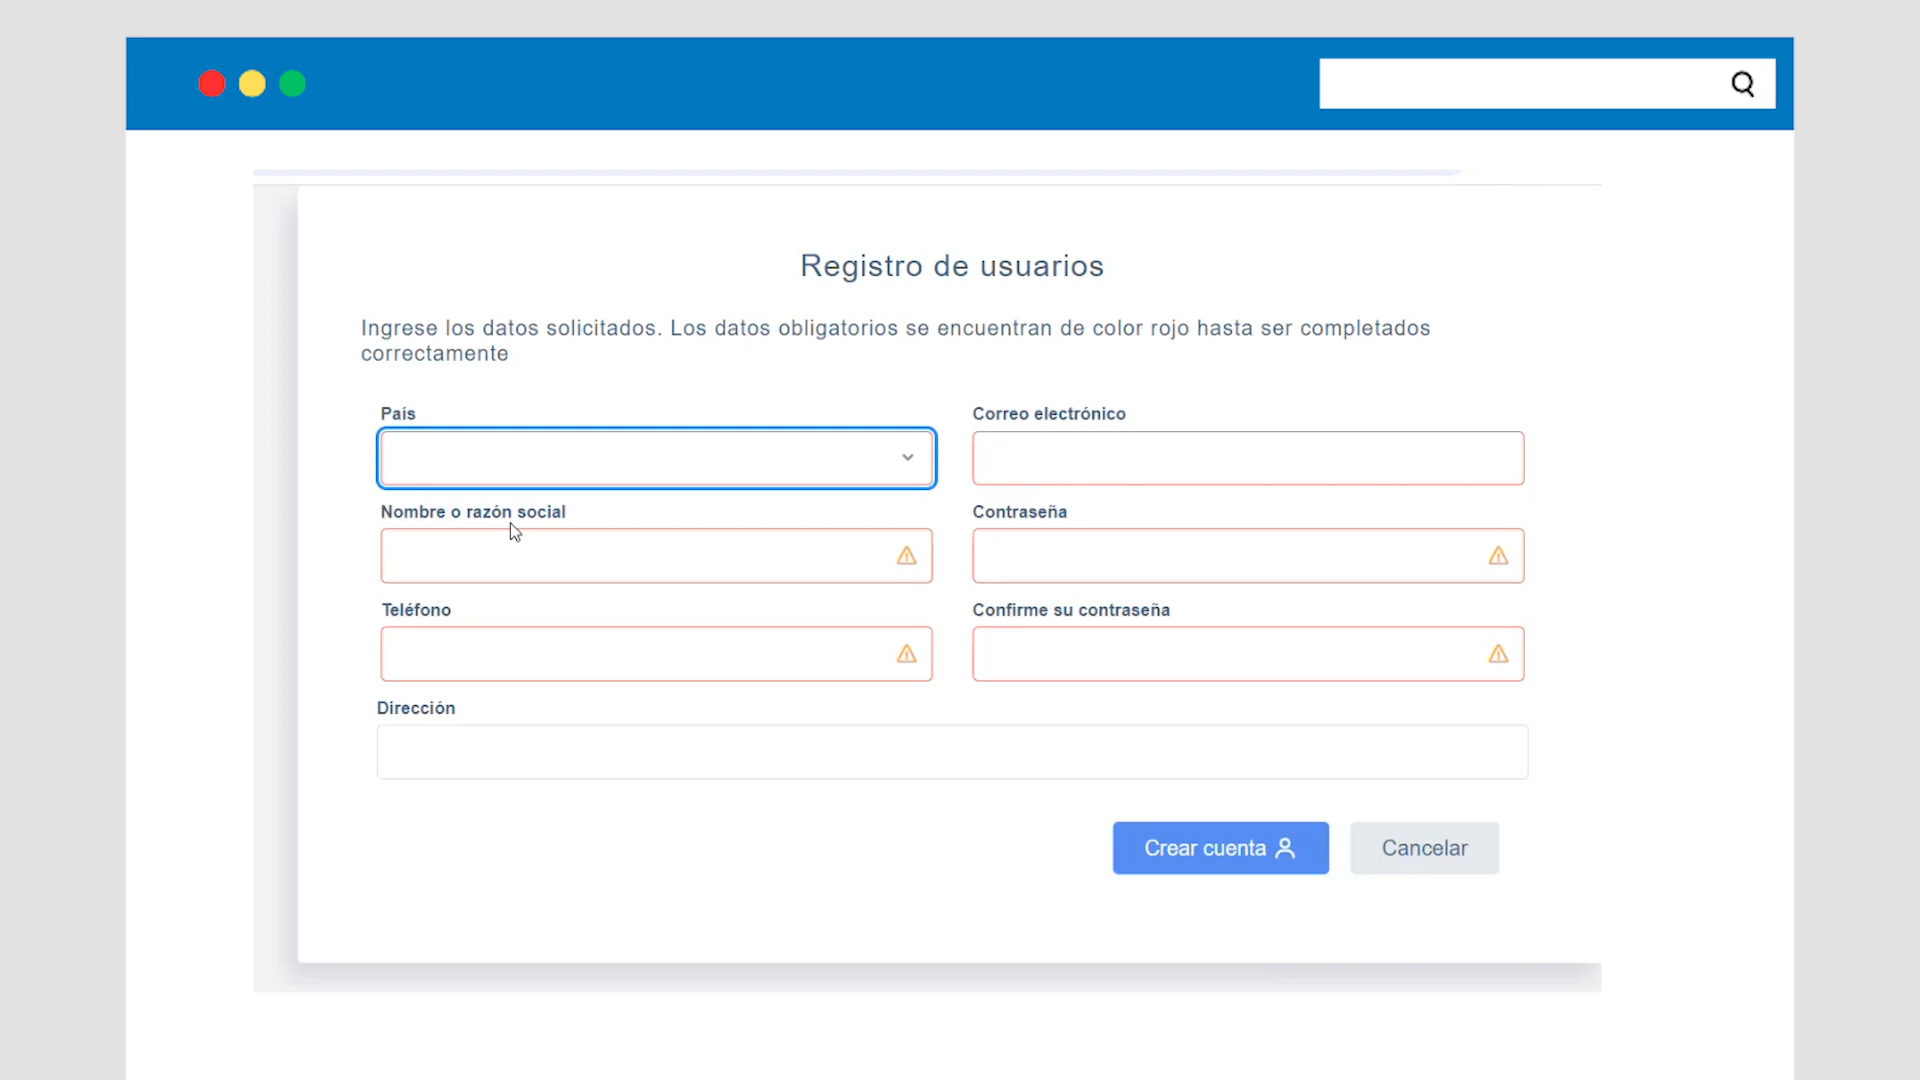 Registro de usuarios
Ingrese los datos solicitados. Los datos obligatorios se encuentran de color rojo hasta ser completados
correctamente
País
Correo electrónico
Nombre o razón social
Contraseña
Teléfono
Confirme su contraseña
Dirección
Crear cuenta
Cancelar